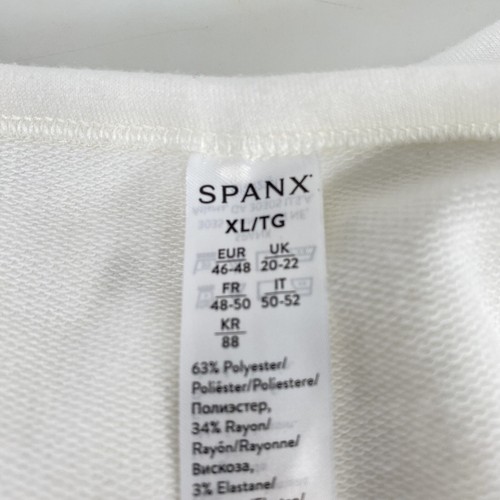 SPANX
XL/TG
EUR UK
46-48 20-22
FR IT
48-50 50-52
KR
88
63% Polyester/
Poliéster/Poliestere/
Полиэстер,
34% Rayon/
Rayón/Rayonne/
Вискоза,
3% Elastane/